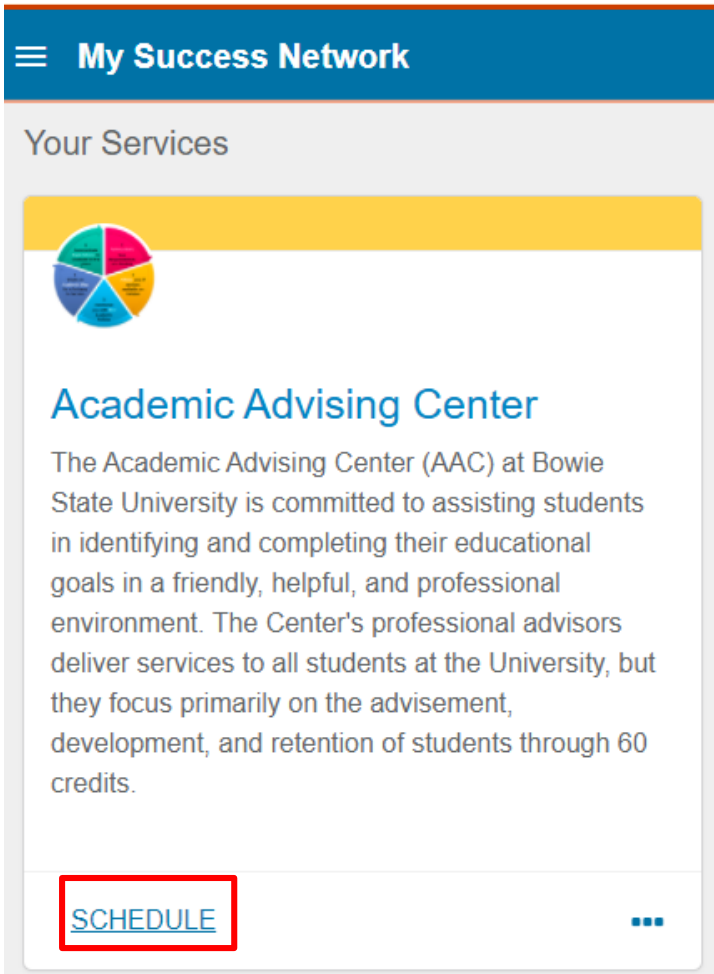 My Success Network
Your Services
Academic Advising Center
The Academic Advising Center (AAC) at Bowie
State University is committed to assisting students
in identifying and completing their educational
goals in a friendly, helpful, and professional
environment. The Center's professional advisors
deliver services to all students at the University, but
they focus primarily on the advisement,
development, and retention of students through 60
credits.
SCHEDULE